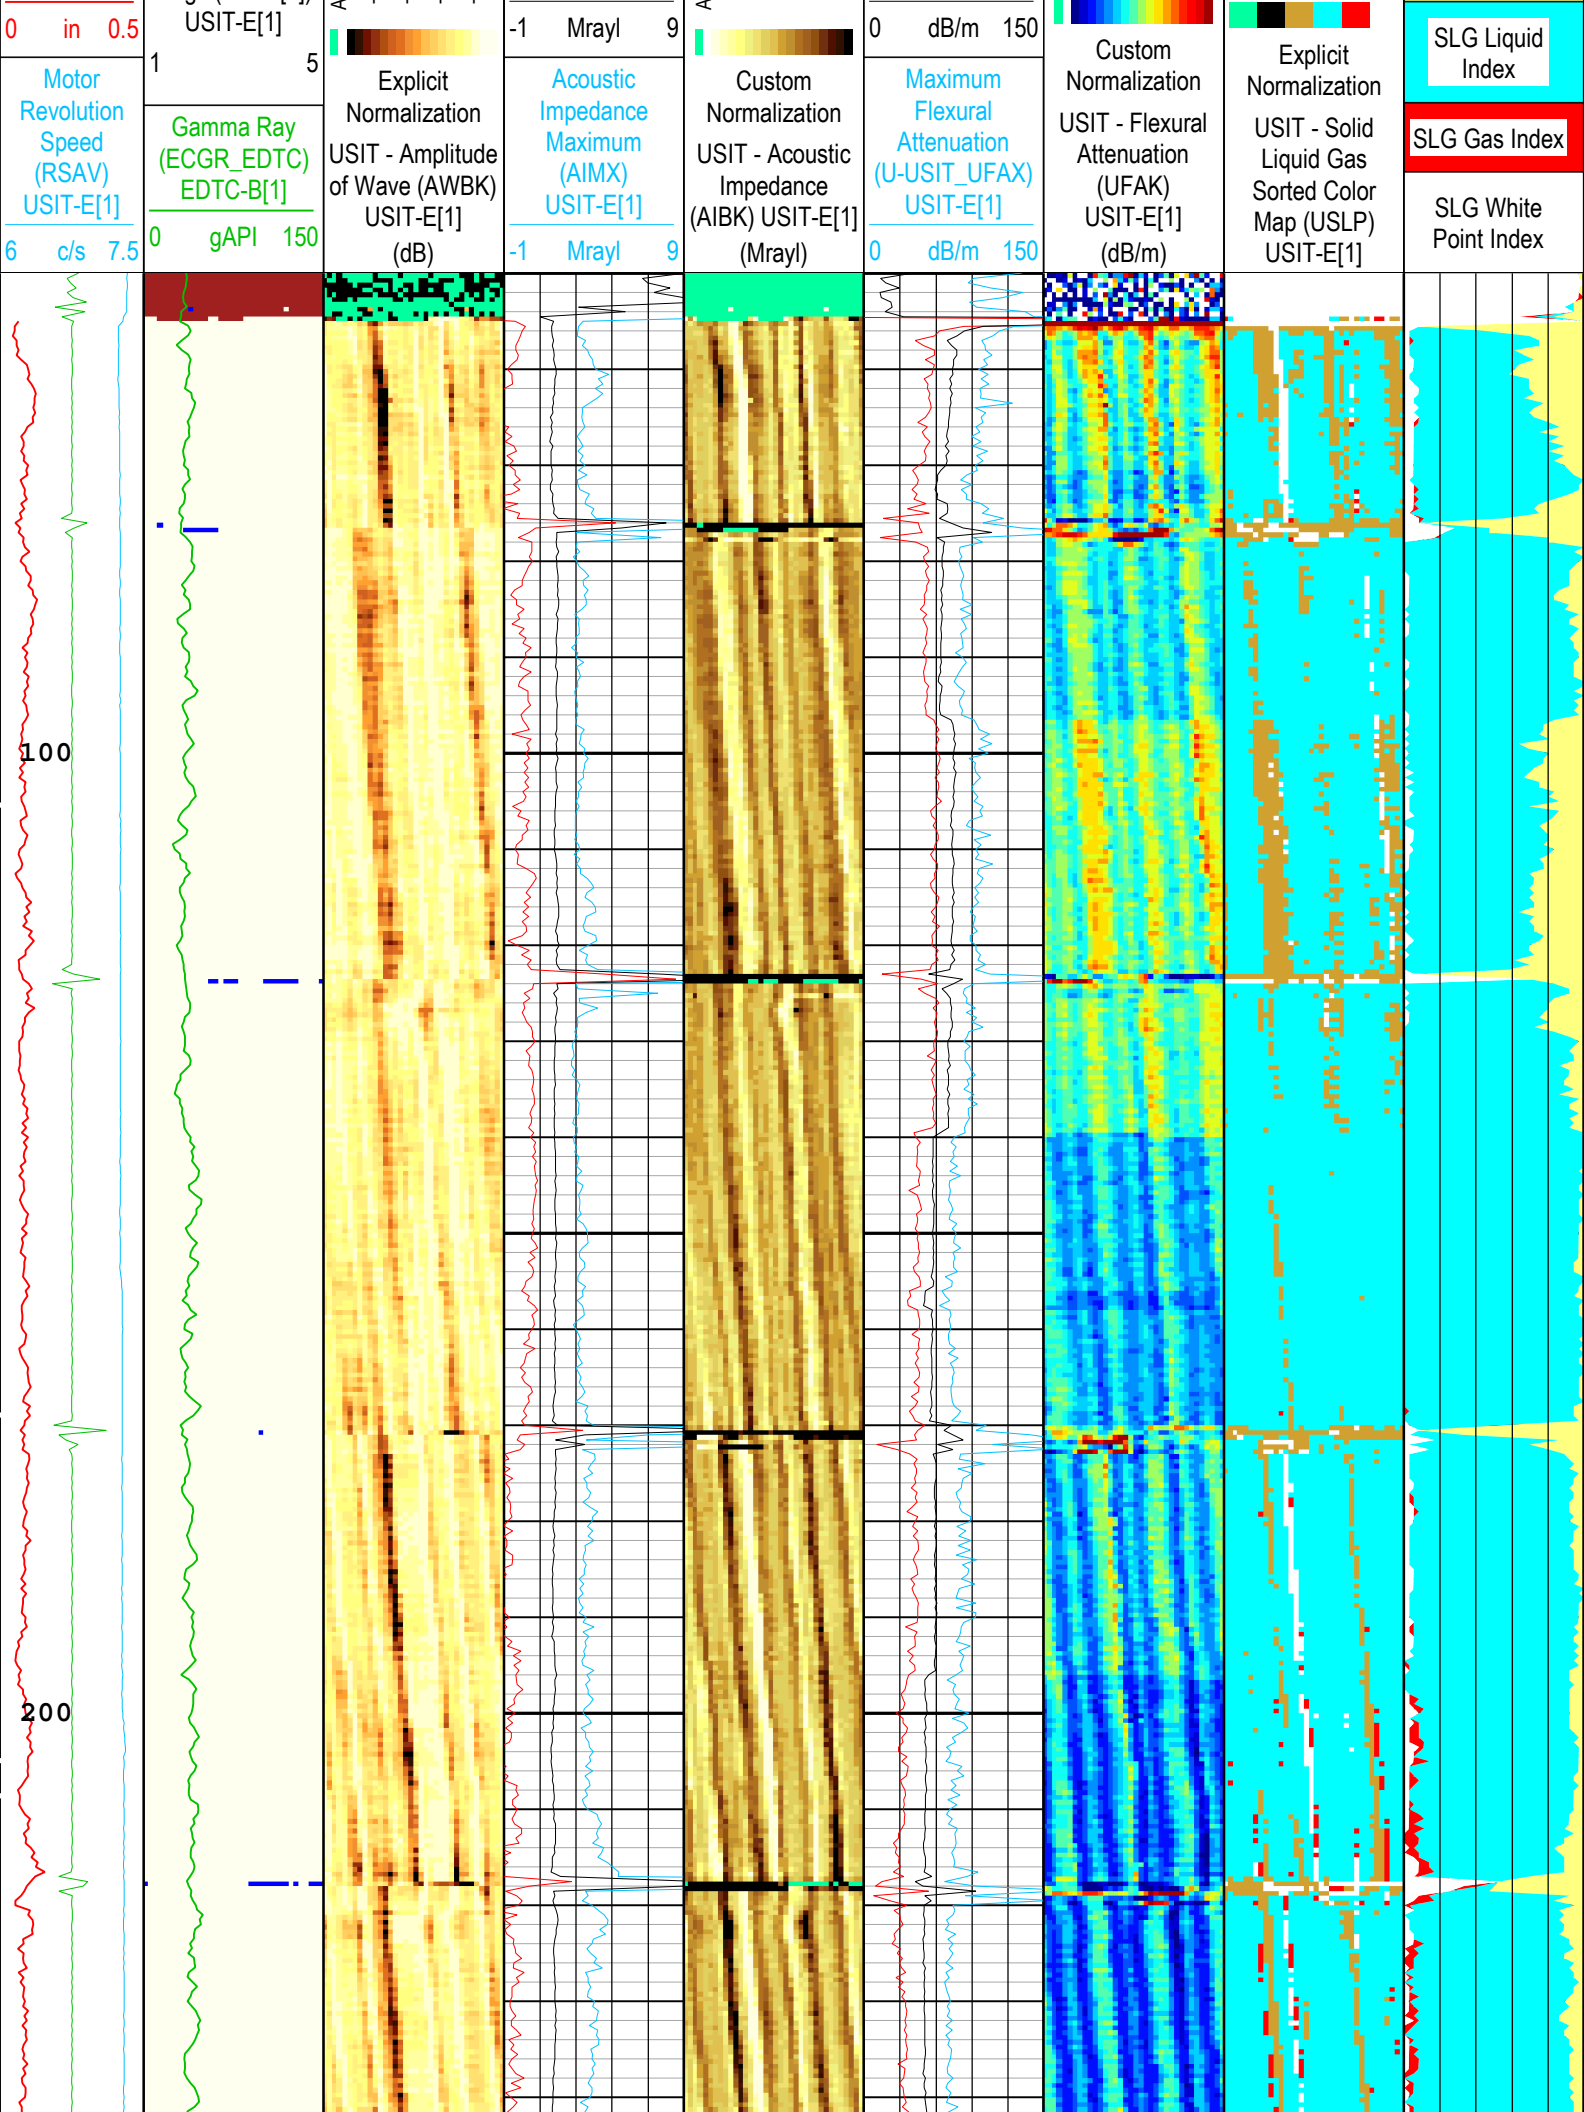 0 in 0.5
Motor
Revolution
Speed
(RSAV)
USIT-E[1]
6 c/s 7.5
USIT-E[1]
1 5
Gamma Ray
(ECGR_EDTC)
EDTC-B[1]
0 gAPI 150
Explicit
Normalization
USIT - Amplitude
of Wave (AWBK)
USIT-E[1]
(dB)
-1 Mrayl 9
Acoustic
Impedance
Maximum
(AIMX)
USIT-E[1]
-1 Mrayl 9
Custom
Normalization
USIT - Acoustic
Impedance
(AIBK) USIT-E[1]
(Mrayl)
0 dB/m 150
Maximum
Flexural
Attenuation
(U-USIT_UFAX)
USIT-E[1]
0 dB/m 150
Custom
Normalization
USIT - Flexural
Attenuation
(UFAK)
USIT-E[1]
(dB/m)
Explicit
Normalization
USIT - Solid
Liquid Gas
Sorted Color
Map (USLP)
USIT-E[1]
SLG Liquid
Index
SLG Gas Index
SLG White
Point Index
100
200